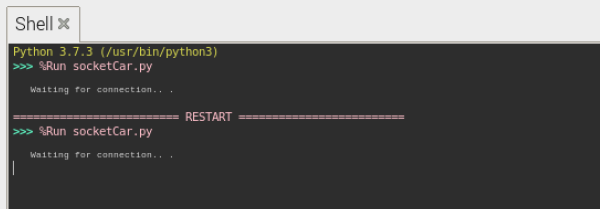 Shell
Python 3.7.3 (/usr/bin/python3)
>>> %Run socketCar.py
Waiting for connection.. .
========================= RESTART =========================
>>> %Run socketCar.py
Waiting for connection.. .